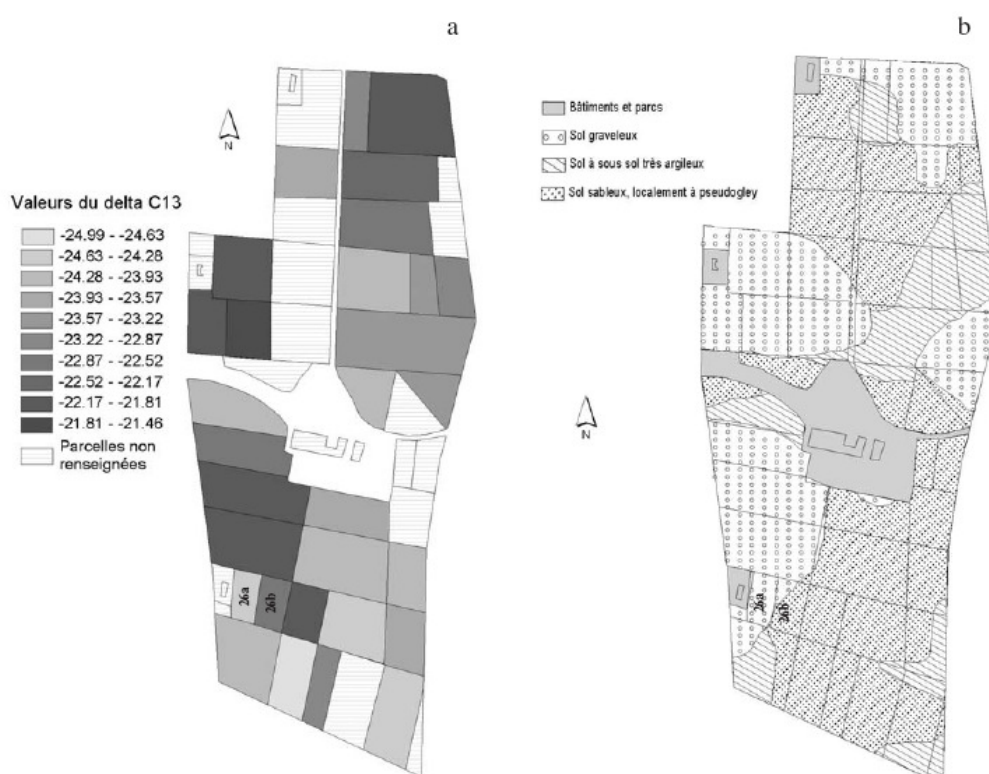 a
N
Valeurs du delta C13
-24.99 - -24.63
-24.63 - -24.28
-24.28 - -23.93
-23.93 - -23.57
-23.57 - -23.22
-23.22 - -22.87
-22.87 - -22.52
-22.52 - -22.17
-22.17 - -21.81
-21.81 - -21.46
Parcelles non
renseignées
26a
26b
b
Bâtiments et parcs
Sol graveleux
Sol à sous sol très argileux
Sol sableux, localement à pseudogley
N
26a
26b